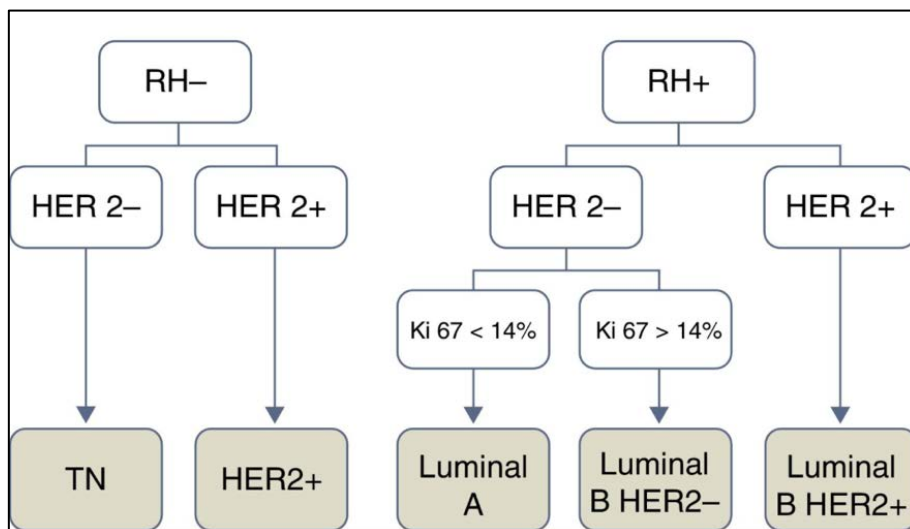 RH–
RH+
HER 2–
HER 2+
HER 2–
HER 2+
Ki 67 < 14%
Ki 67 > 14%
TN
HER2+
Luminal
A
Luminal
B HER2–
Luminal
B HER2+